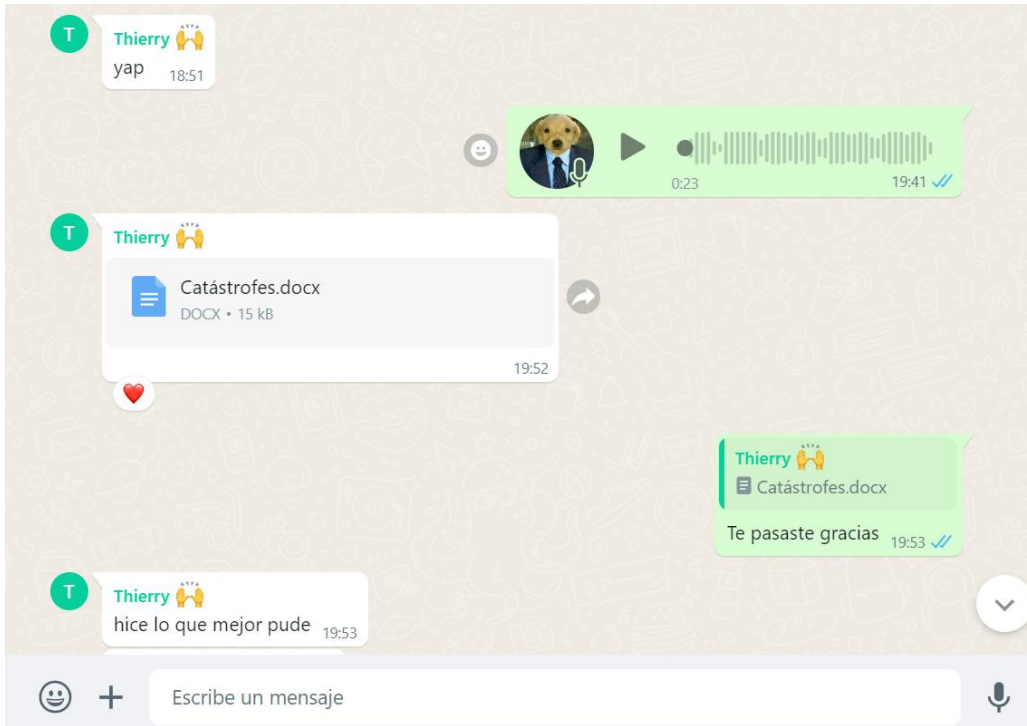 T
Thierry 🙌
yap 18:51
0:23 19:41
T
Thierry 🙌
Catástrofes.docx
DOCX • 15 kB
19:52
Thierry 🙌
Catástrofes.docx
Te pasaste gracias 19:53
T
Thierry 🙌
hice lo que mejor pude 19:53
Escribe un mensaje